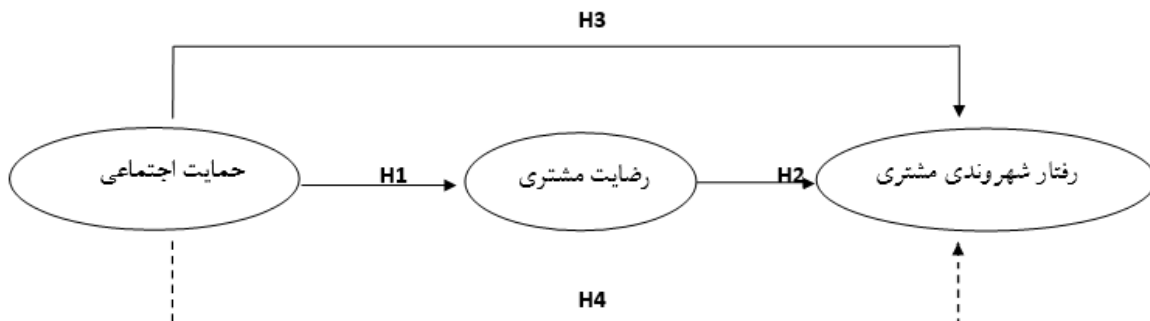 H3
حمایت اجتماعی
H1
رضایت مشتری
H2
رفتار شهروندی مشتری
H4